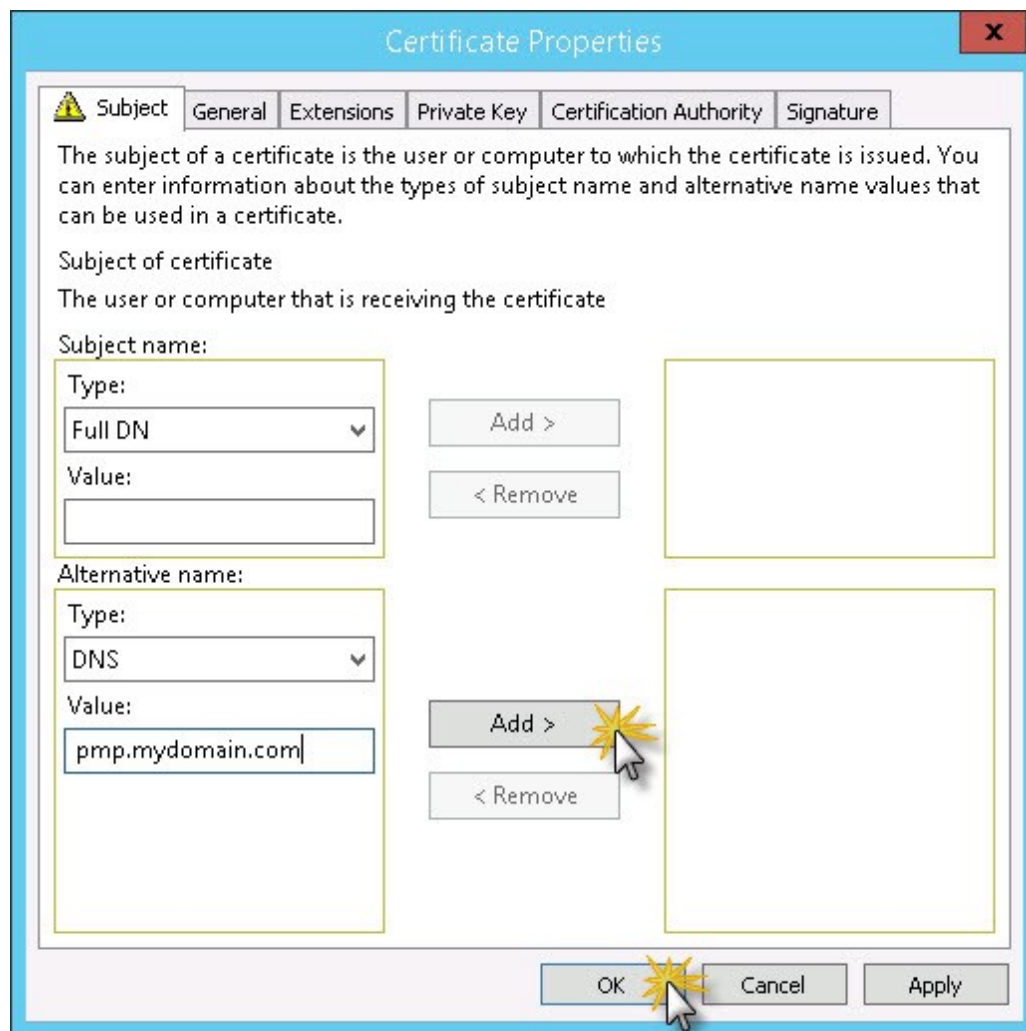 Certificate Properties
x
Subject General Extensions Private Key Certification Authority Signature
The subject of a certificate is the user or computer to which the certificate is issued. You
can enter information about the types of subject name and alternative name values that
can be used in a certificate.
Subject of certificate
The user or computer that is receiving the certificate
Subject name:
Type:
Full DN
Add >
Value:
< Remove
Alternative name:
Type:
DNS
Value:
Add >
pmp.mydomain.com
< Remove
OK Cancel Apply